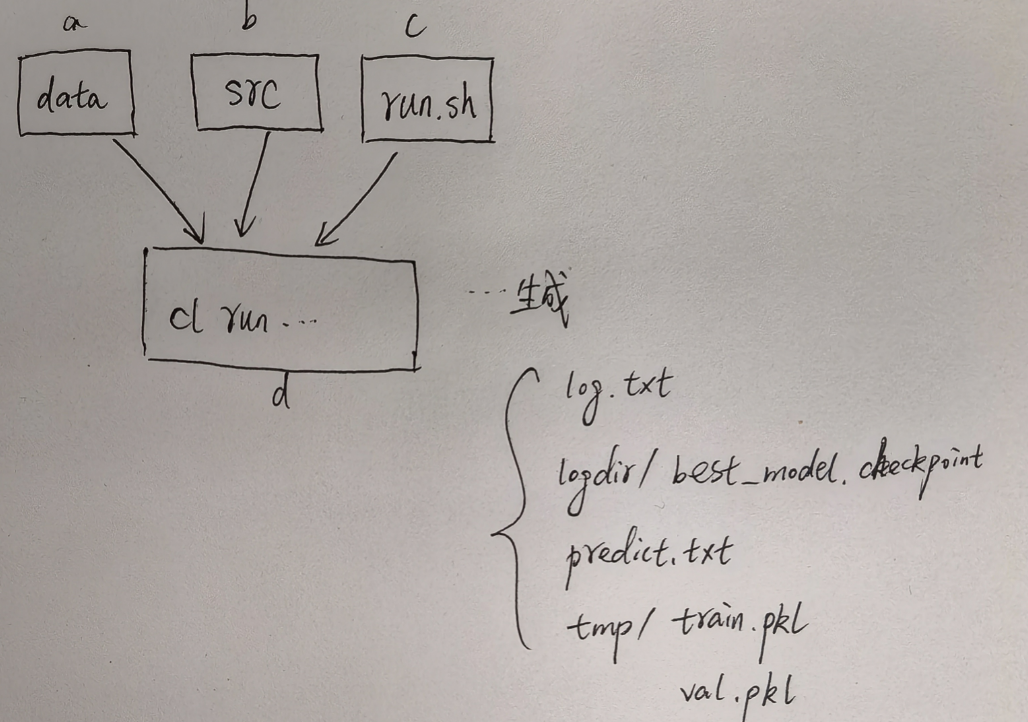 a b c
data src run.sh
cl run ...
d
... 生成
log.txt
logdir/ best_model.checkpoint
predict.txt
tmp/ train.pkl
val.pkl